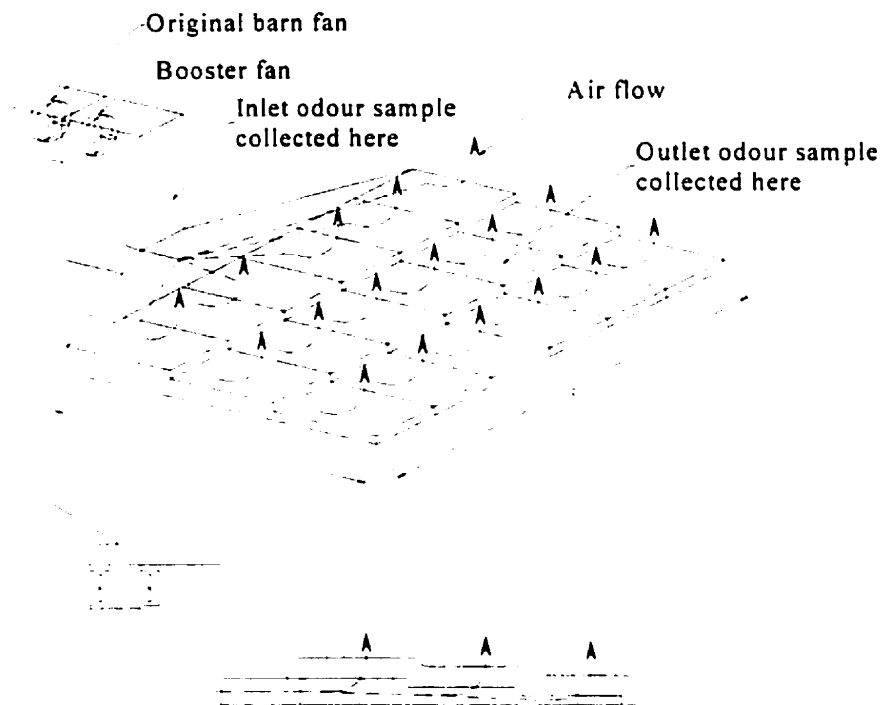 Original barn fan
Booster fan
Inlet odour sample
collected here
Air flow
Outlet odour sample
collected here